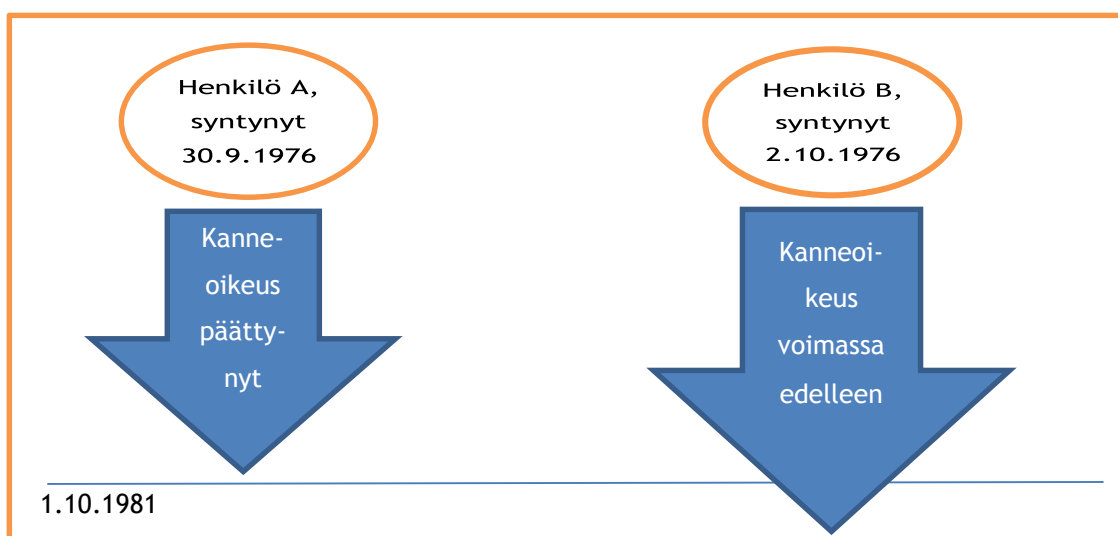 Henkilö A,
syntynyt
30.9.1976
Kanne-
oikeus
päätty-
nyt
Henkilö B,
syntynyt
2.10.1976
Kanneoi-
keus
voimassa
edelleen
1.10.1981